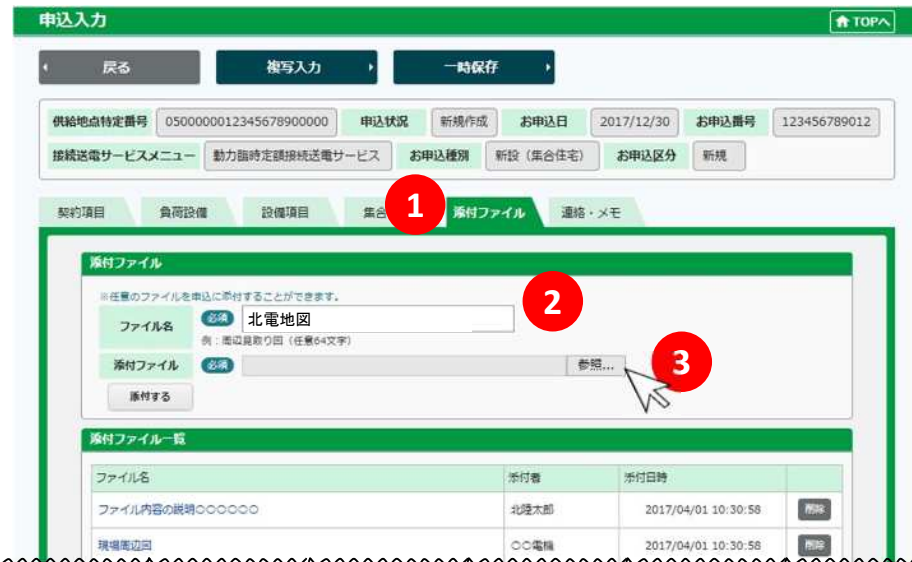 申込入力
TOPへ
戻る 複写入力 一時保存
供給地点特定番号 0500000012345678900000 申込状況 新規作成 お申込日 2017/12/30 お申込番号 123456789012
接続送電サービスメニュー 動力臨時定額接続送電サービス お申込種別 新設（集合住宅） お申込区分 新規
契約項目 負荷設備 設備項目 集合 1 添付ファイル 連絡・メモ
添付ファイル
※任意のファイルを申込に添付することができます。
ファイル名 必須 北電地図 2
例：周辺見取り図（任意64文字）
添付ファイル 必須 参照... 3
添付する
添付ファイル一覧
ファイル名 添付者 添付日時
ファイル内容の説明○○○○○○ 北陸太郎 2017/04/01 10:30:58 削除
現場周辺図 ○○電機 2017/04/01 10:30:58 削除